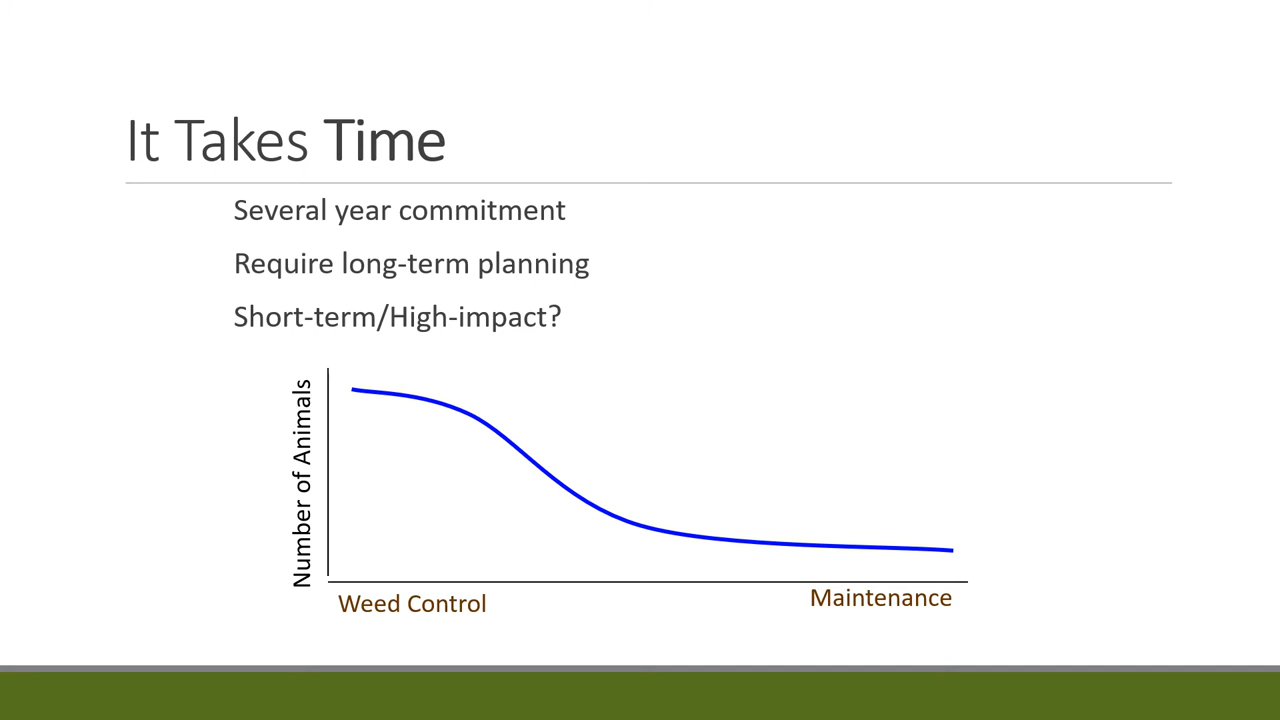 It Takes Time
Several year commitment
Require long-term planning
Short-term/High-impact?
Number of Animals
Weed Control
Maintenance